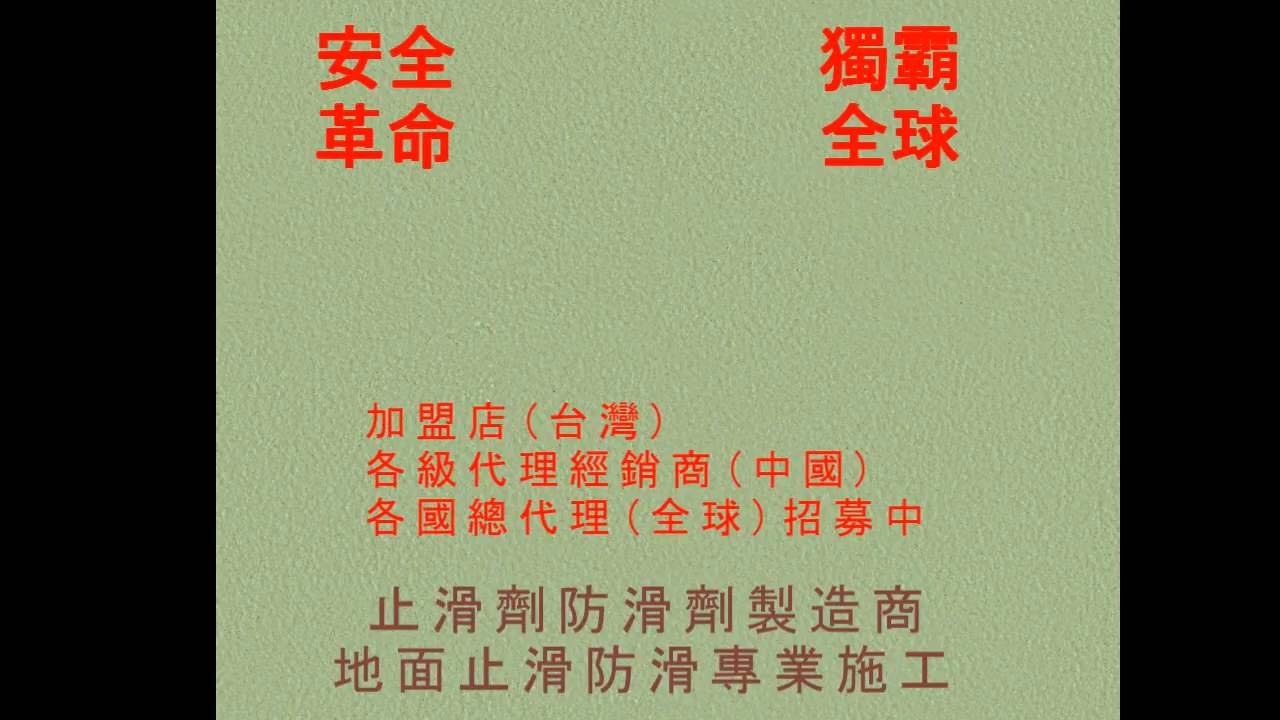 安全
革命
獨霸
全球
加盟店(台灣)
各級代理經銷商(中國)
各國總代理(全球)招募中
止滑劑防滑劑製造商
地面止滑防滑專業施工